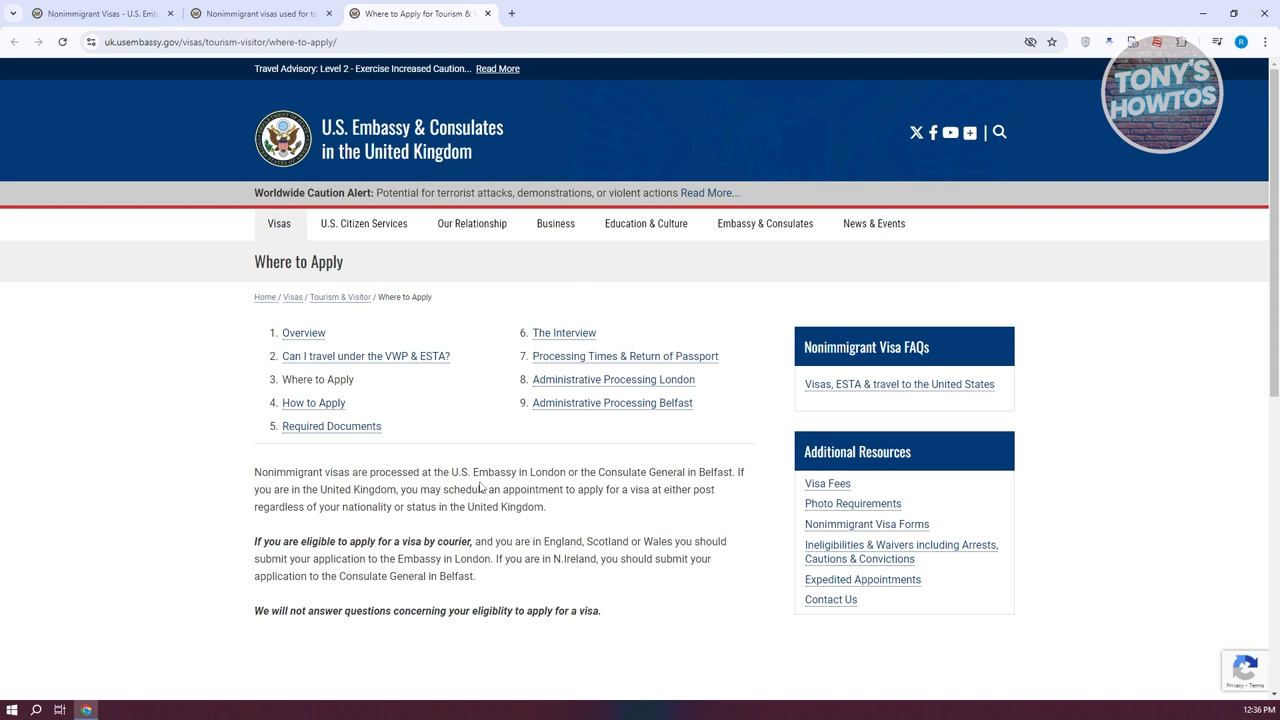 Nonimmigrant Visas - U.S. Emb
Nonimmigrant visas used for to
Where to Apply for Tourism & V
uk.usembassy.gov/visas/tourism-visitor/where-to-apply/
R
Travel Advisory: Level 2 - Exercise Increased Caution... Read More
TONY'S
HOWTOS
U.S. Embassy & Consulates
in the United Kingdom
Worldwide Caution Alert: Potential for terrorist attacks, demonstrations, or violent actions Read More...
Visas U.S. Citizen Services Our Relationship Business Education & Culture Embassy & Consulates News & Events
Where to Apply
Home / Visas / Tourism & Visitor / Where to Apply
1. Overview
2. Can I travel under the VWP & ESTA?
3. Where to Apply
4. How to Apply
5. Required Documents
6. The Interview
7. Processing Times & Return of Passport
8. Administrative Processing London
9. Administrative Processing Belfast
Nonimmigrant visas are processed at the U.S. Embassy in London or the Consulate General in Belfast. If
you are in the United Kingdom, you may schedule an appointment to apply for a visa at either post
regardless of your nationality or status in the United Kingdom.
If you are eligible to apply for a visa by courier, and you are in England, Scotland or Wales you should
submit your application to the Embassy in London. If you are in N.Ireland, you should submit your
application to the Consulate General in Belfast.
We will not answer questions concerning your eligiblity to apply for a visa.
Nonimmigrant Visa FAQs
Visas, ESTA & travel to the United States
Additional Resources
Visa Fees
Photo Requirements
Nonimmigrant Visa Forms
Ineligibilities & Waivers including Arrests,
Cautions & Convictions
Expedited Appointments
Contact Us
Privacy - Terms
12:36 PM